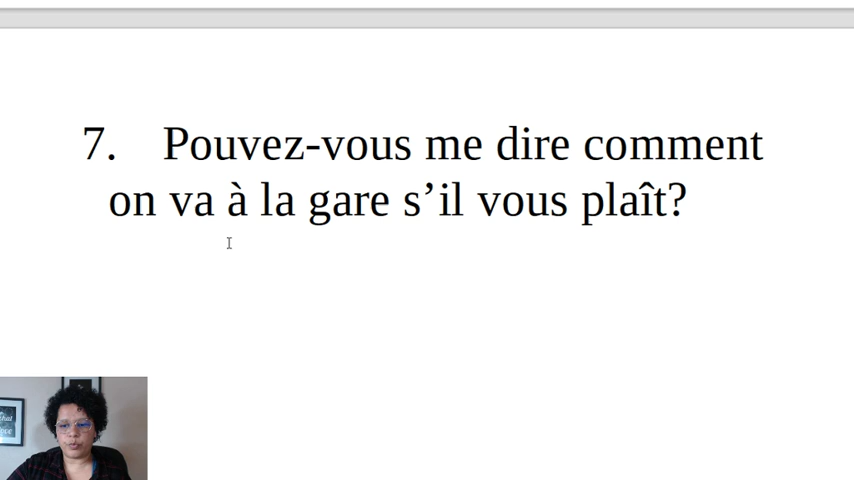 7. Pouvez-vous me dire comment
on va à la gare s’il vous plaît?